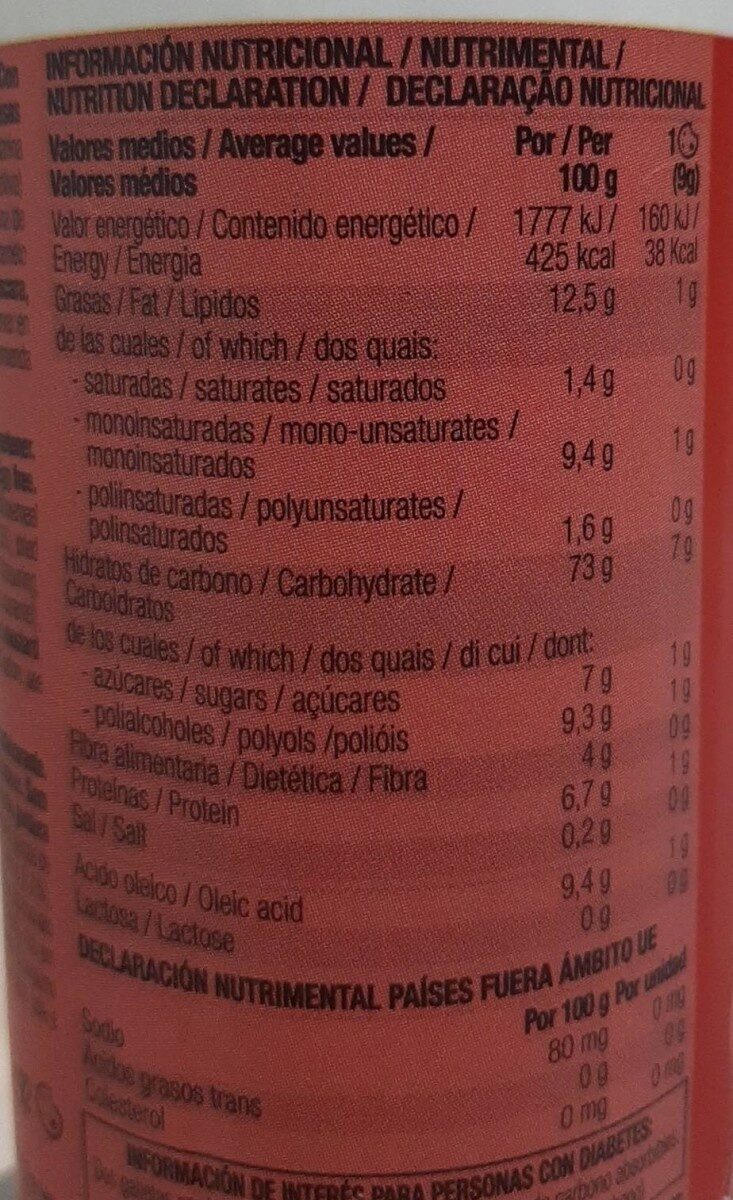 INFORMACIÓN NUTRICIONAL / NUTRIMENTAL /
NUTRITION DECLARATION / DECLARAÇÃO NUTRICIONAL
Valores medios / Average values / Por / Per 1
Valores médios 100 g (9g)
Valor energético / Contenido energético / 1777 kJ / 160 kJ /
Energy / Energia 425 kcal 38 Kcal
Grasas / Fat / Lípidos 12,5 g 1g
de las cuales / of which / dos quais:
- saturadas / saturates / saturados 1,4 g 0g
- monoinsaturadas / mono-unsaturates /
monoinsaturados 9,4 g 1g
- poliinsaturadas / polyunsaturates /
polinsaturados 1,6 g 0g
Hidratos de carbono / Carbohydrate / 73 g 7g
Carboidratos
de los cuales / of which / dos quais / di cui / dont:
- azúcares / sugars / açúcares 7 g 1g
- polialcoholes / polyols /polióis 9,3 g 1g
Fibra alimentaria / Dietética / Fibra 4 g 0g
Proteínas / Protein 6,7 g 1g
Sal / Salt 0,2 g 0g
Ácido oleico / Oleic acid 9,4 g 1g
Lactosa / Lactose 0 g 0g
DECLARACIÓN NUTRIMENTAL PAÍSES FUERA ÁMBITO UE
Por 100 g Por unidad
Sodio 80 mg 0 mg
Ácidos grasos trans 0 g 0 g
Colesterol 0 mg 0 mg
INFORMACIÓN DE INTERÉS PARA PERSONAS CON DIABETES: